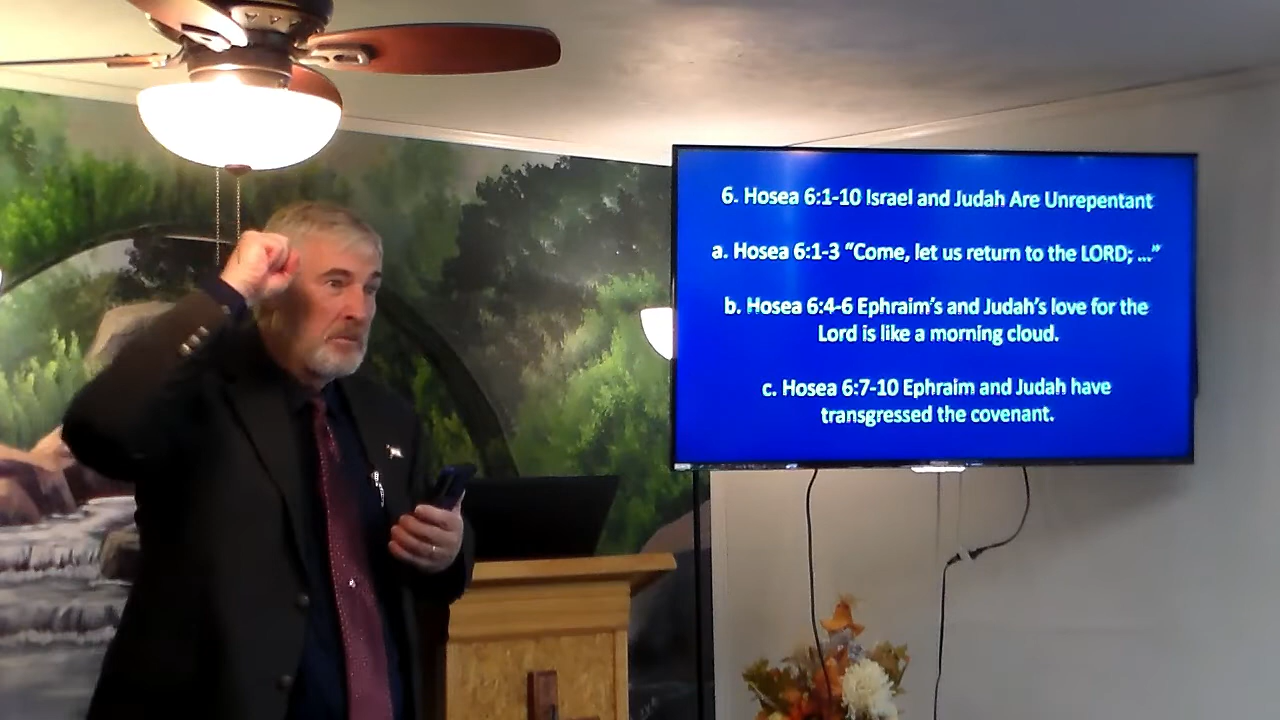 6. Hosea 6:1-10 Israel and Judah Are Unrepentant
a. Hosea 6:1-3 “Come, let us return to the LORD; ...”
b. Hosea 6:4-6 Ephraim’s and Judah’s love for the
Lord is like a morning cloud.
c. Hosea 6:7-10 Ephraim and Judah have
transgressed the covenant.